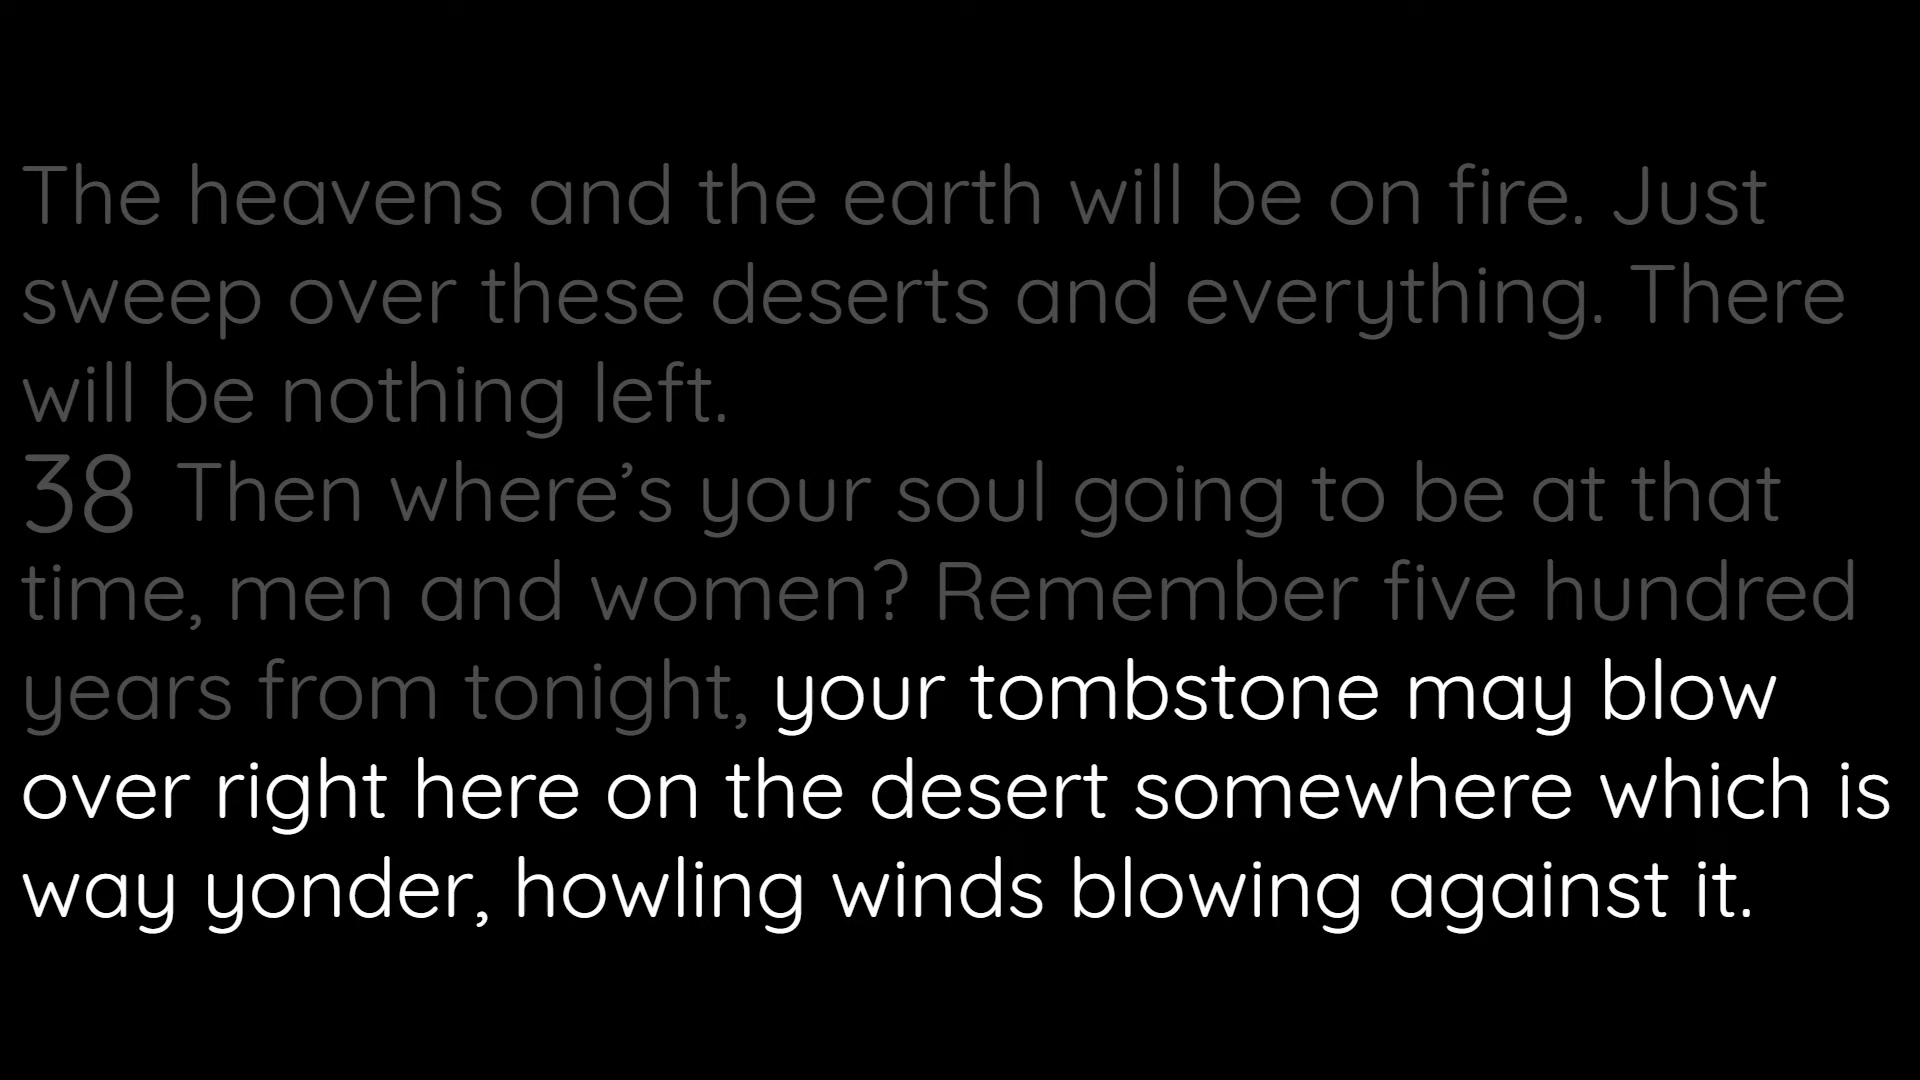 The heavens and the earth will be on fire. Just
sweep over these deserts and everything. There
will be nothing left.
38 Then where’s your soul going to be at that
time, men and women? Remember five hundred
years from tonight, your tombstone may blow
over right here on the desert somewhere which is
way yonder, howling winds blowing against it.